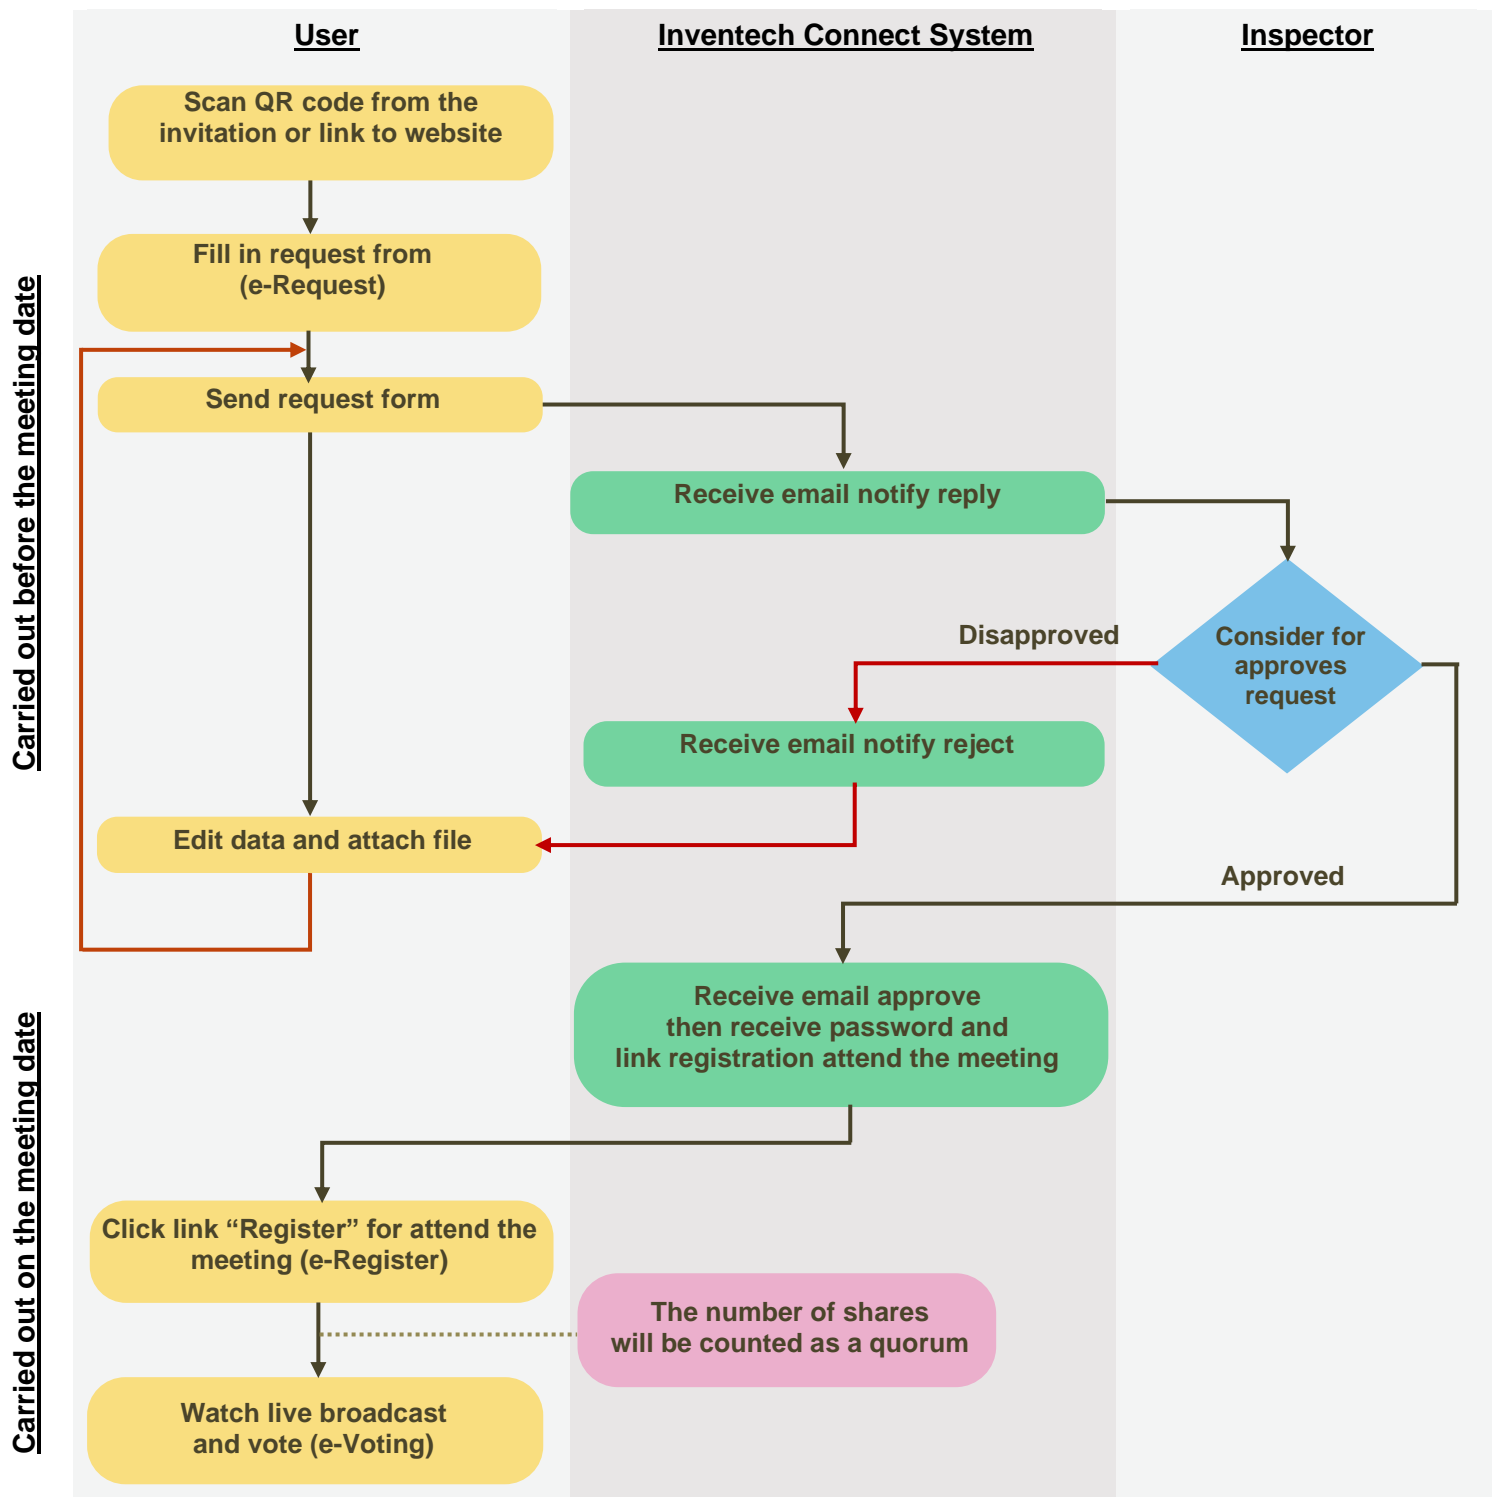 User
Inventech Connect System
Inspector
Scan QR code from the
invitation or link to website
Fill in request from
(e-Request)
Send request form
Receive email notify reply
Disapproved
Consider for
approves
request
Receive email notify reject
Edit data and attach file
Approved
Receive email approve
then receive password and
link registration attend the meeting
Click link “Register” for attend the
meeting (e-Register)
The number of shares
will be counted as a quorum
Watch live broadcast
and vote (e-Voting)
Carried out before the meeting date
Carried out on the meeting date